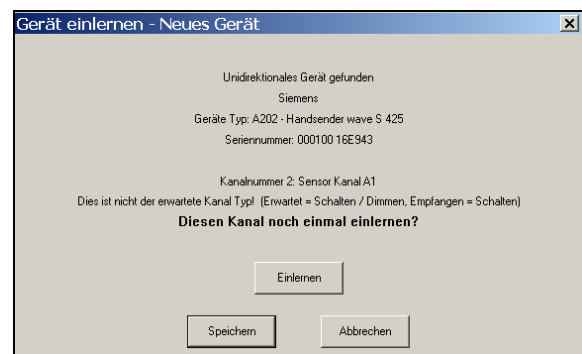 Gerät einlernen - Neues Gerät
Unidirektionales Gerät gefunden
Siemens
Geräte Typ: A202 - Handsender wave S 425
Seriennummer: 000100 16E943
Kanalnummer 2: Sensor Kanal A1
Dies ist nicht der erwartete Kanal Typ! (Erwartet = Schalten / Dimmen, Empfangen = Schalten)
Diesen Kanal noch einmal einlernen?
Einlernen
Speichern Abbrechen